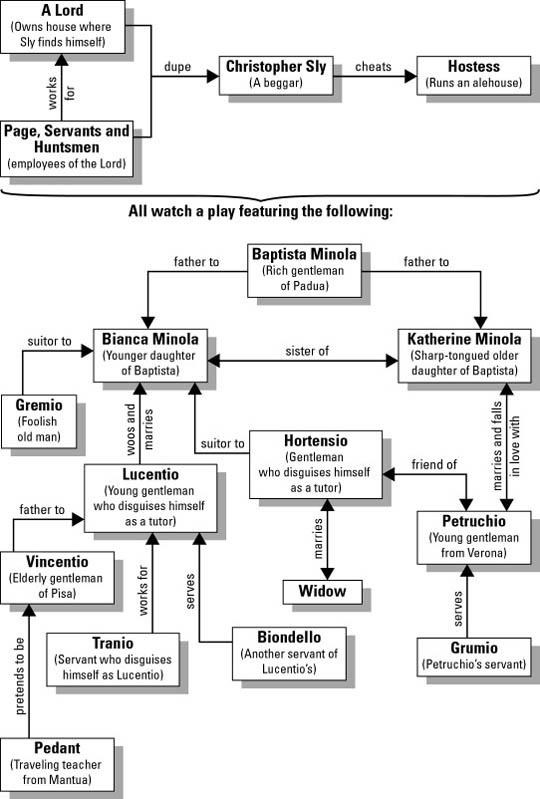 A Lord
(Owns house where
Sly finds himself)
works
for
dupe
Christopher Sly
(A beggar)
cheats
Hostess
(Runs an alehouse)
Page, Servants and
Huntsmen
(employees of the Lord)
All watch a play featuring the following:
Baptista Minola
(Rich gentleman
of Padua)
father to
father to
Bianca Minola
(Younger daughter
of Baptista)
sister of
Katherine Minola
(Sharp-tongued older
daughter of Baptista)
suitor to
Gremio
(Foolish
old man)
woos and
marries
suitor to
Hortensio
(Gentleman
who disguises himself
as a tutor)
marries and falls
in love with
friend of
Lucentio
(Young gentleman
who disguises himself
as a tutor)
father to
Petruchio
(Young gentleman
from Verona)
Vincentio
(Elderly gentleman
of Pisa)
works for
serves
marries
Widow
serves
Tranio
(Servant who disguises
himself as Lucentio)
Biondello
(Another servant of
Lucentio's)
Grumio
(Petruchio's servant)
pretends to be
Pedant
(Traveling teacher
from Mantua)